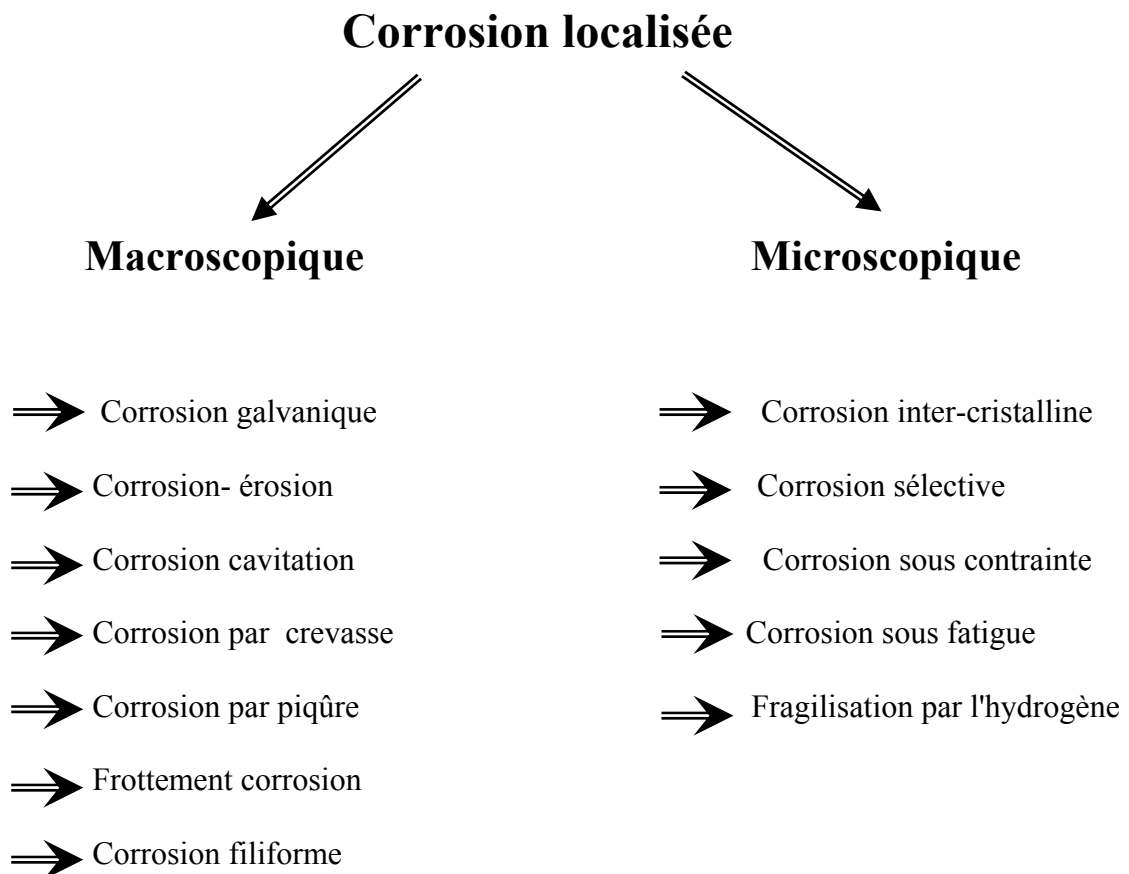 Corrosion localisée
Macroscopique
Corrosion galvanique
Corrosion- érosion
Corrosion cavitation
Corrosion par  crevasse
Corrosion par piqûre
Frottement corrosion
Corrosion filiforme
Microscopique
Corrosion inter-cristalline
Corrosion sélective
Corrosion sous contrainte
Corrosion sous fatigue
Fragilisation par l'hydrogène